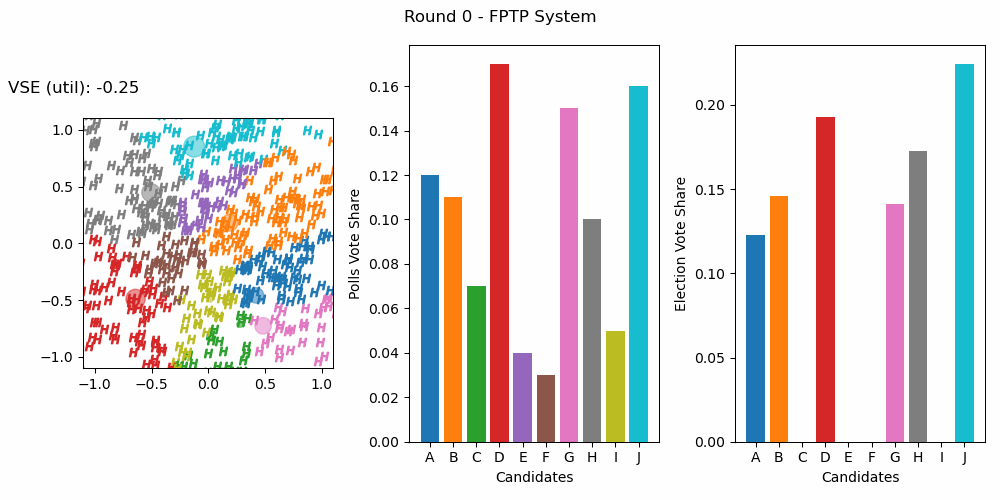 Round 0 - FPTP System
VSE (util): -0.25
1.0
0.5
0.0
−0.5
−1.0
−1.0 −0.5 0.0 0.5 1.0
Polls Vote Share
0.16
0.14
0.12
0.10
0.08
0.06
0.04
0.02
0.00
A B C D E F G H I J
Candidates
Election Vote Share
0.20
0.15
0.10
0.05
0.00
A B C D E F G H I J
Candidates